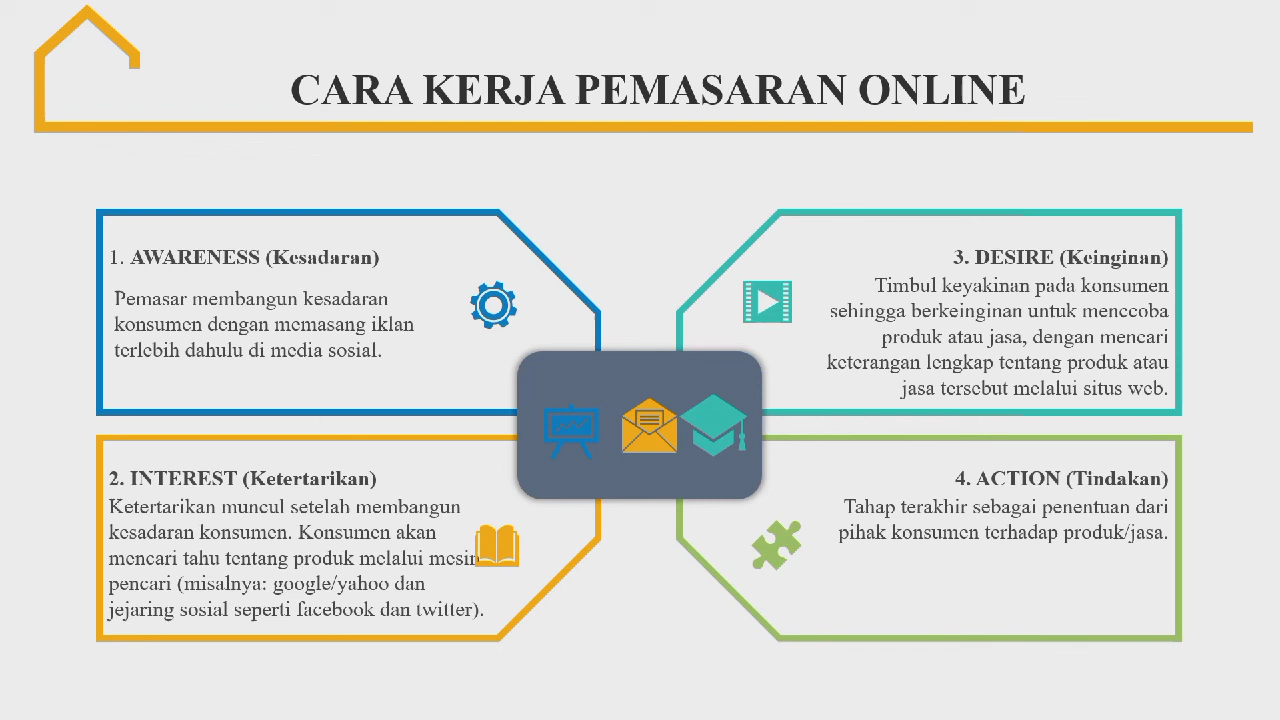 CARA KERJA PEMASARAN ONLINE
1. AWARENESS (Kesadaran)
Pemasar membangun kesadaran
konsumen dengan memasang iklan
terlebih dahulu di media sosial.
2. INTEREST (Ketertarikan)
Ketertarikan muncul setelah membangun
kesadaran konsumen. Konsumen akan
mencari tahu tentang produk melalui mesin
pencari (misalnya: google/yahoo dan
jejaring sosial seperti facebook dan twitter).
3. DESIRE (Keinginan)
Timbul keyakinan pada konsumen
sehingga berkeinginan untuk mencoba
produk atau jasa, dengan mencari
keterangan lengkap tentang produk atau
jasa tersebut melalui situs web.
4. ACTION (Tindakan)
Tahap terakhir sebagai penentuan dari
pihak konsumen terhadap produk/jasa.